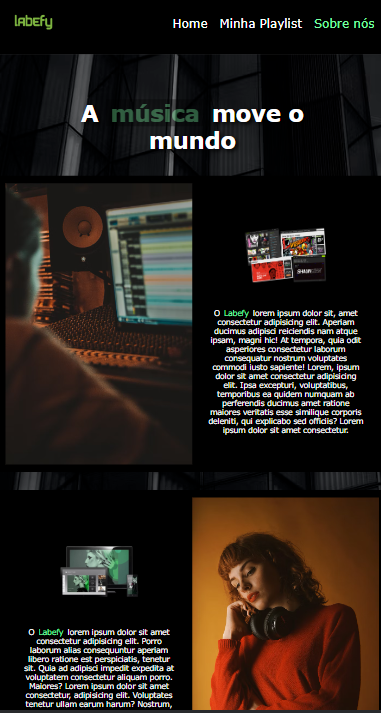 labefy
Home Minha Playlist Sobre nós
A música move o
mundo
O Labefy lorem ipsum dolor sit, amet
consectetur adipisicing elit. Aperiam
ducimus adipisci reiciendis nam atque
ipsam, magni hic! At tempora, quia odit
asperiores consectetur laborum
consequatur nostrum voluptates
commodi iusto sapiente! Lorem, ipsum
dolor sit amet consectetur adipisicing
elit. Ipsa excepturi, voluptatibus,
temporibus ea quidem numquam ab
perferendis ducimus amet ratione
maiores veritatis esse similique corporis
deleniti, qui explicabo sed officiis? Lorem
ipsum dolor sit amet consectetur.
O Labefy lorem ipsum dolor sit amet
consectetur adipisicing elit. Porro
laborum alias consequuntur aperiam
libero ratione est perspiciatis, tenetur
sit. Quia ad adipisci impedit expedita at
voluptatem consectetur aliquam porro.
Maiores? Lorem ipsum dolor sit amet
consectetur, adipisicing elit. Voluptates
tenetur ullam earum harum? Nostrum,